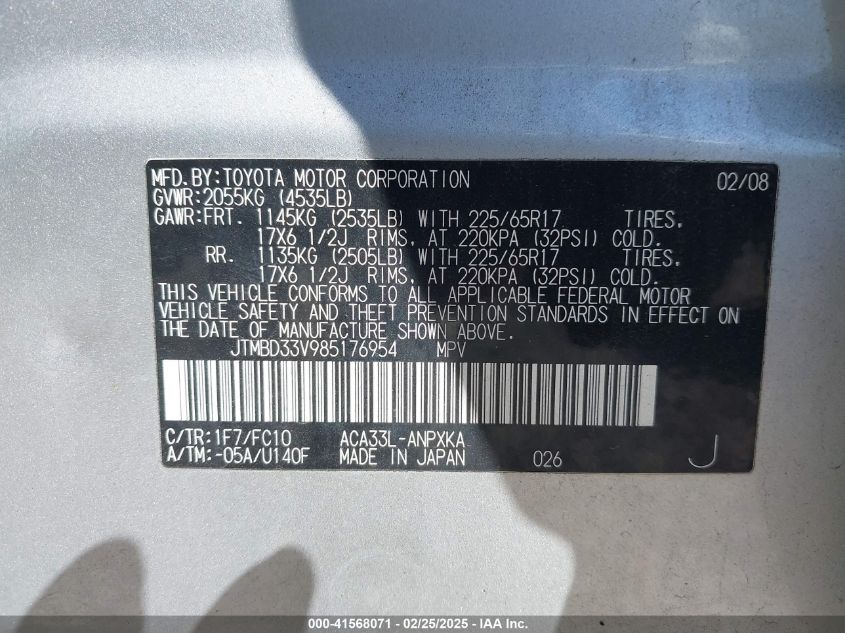 MFD.BY:TOYOTA MOTOR CORPORATION 02/08
GVWR:2055KG (4535LB)
GAWR:FRT. 1145KG (2535LB) WITH 225/65R17 TIRES.
17X6 1/2J RIMS, AT 220KPA (32PSI) COLD.
RR. 1135KG (2505LB) WITH 225/65R17 TIRES.
17X6 1/2J RIMS, AT 220KPA (32PSI) COLD.
THIS VEHICLE CONFORMS TO ALL APPLICABLE FEDERAL MOTOR
VEHICLE SAFETY AND THEFT PREVENTION STANDARDS IN EFFECT ON
THE DATE OF MANUFACTURE SHOWN ABOVE.
JTMBD33V985176954 MPV
C/TR:1F7/FC10 ACA33L-ANPXKA
A/TM:-05A/U140F MADE IN JAPAN 026 J
000-41568071 - 02/25/2025 - IAA Inc.